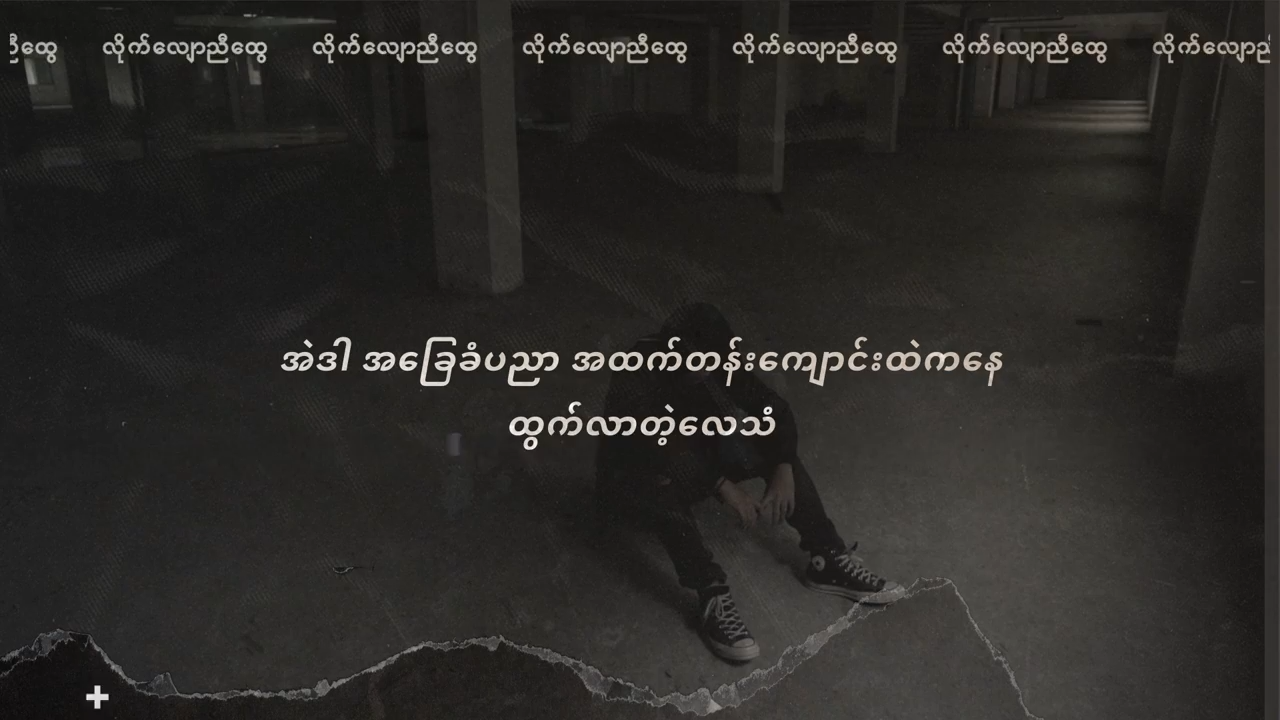 လိုက်လျောညီထွေ လိုက်လျောညီထွေ လိုက်လျောညီထွေ လိုက်လျောညီထွေ လိုက်လျောညီထွေ
အဲဒါ အခြေခံပညာ အထက်တန်းကျောင်းထဲကနေ
ထွက်လာတဲ့လေသံ